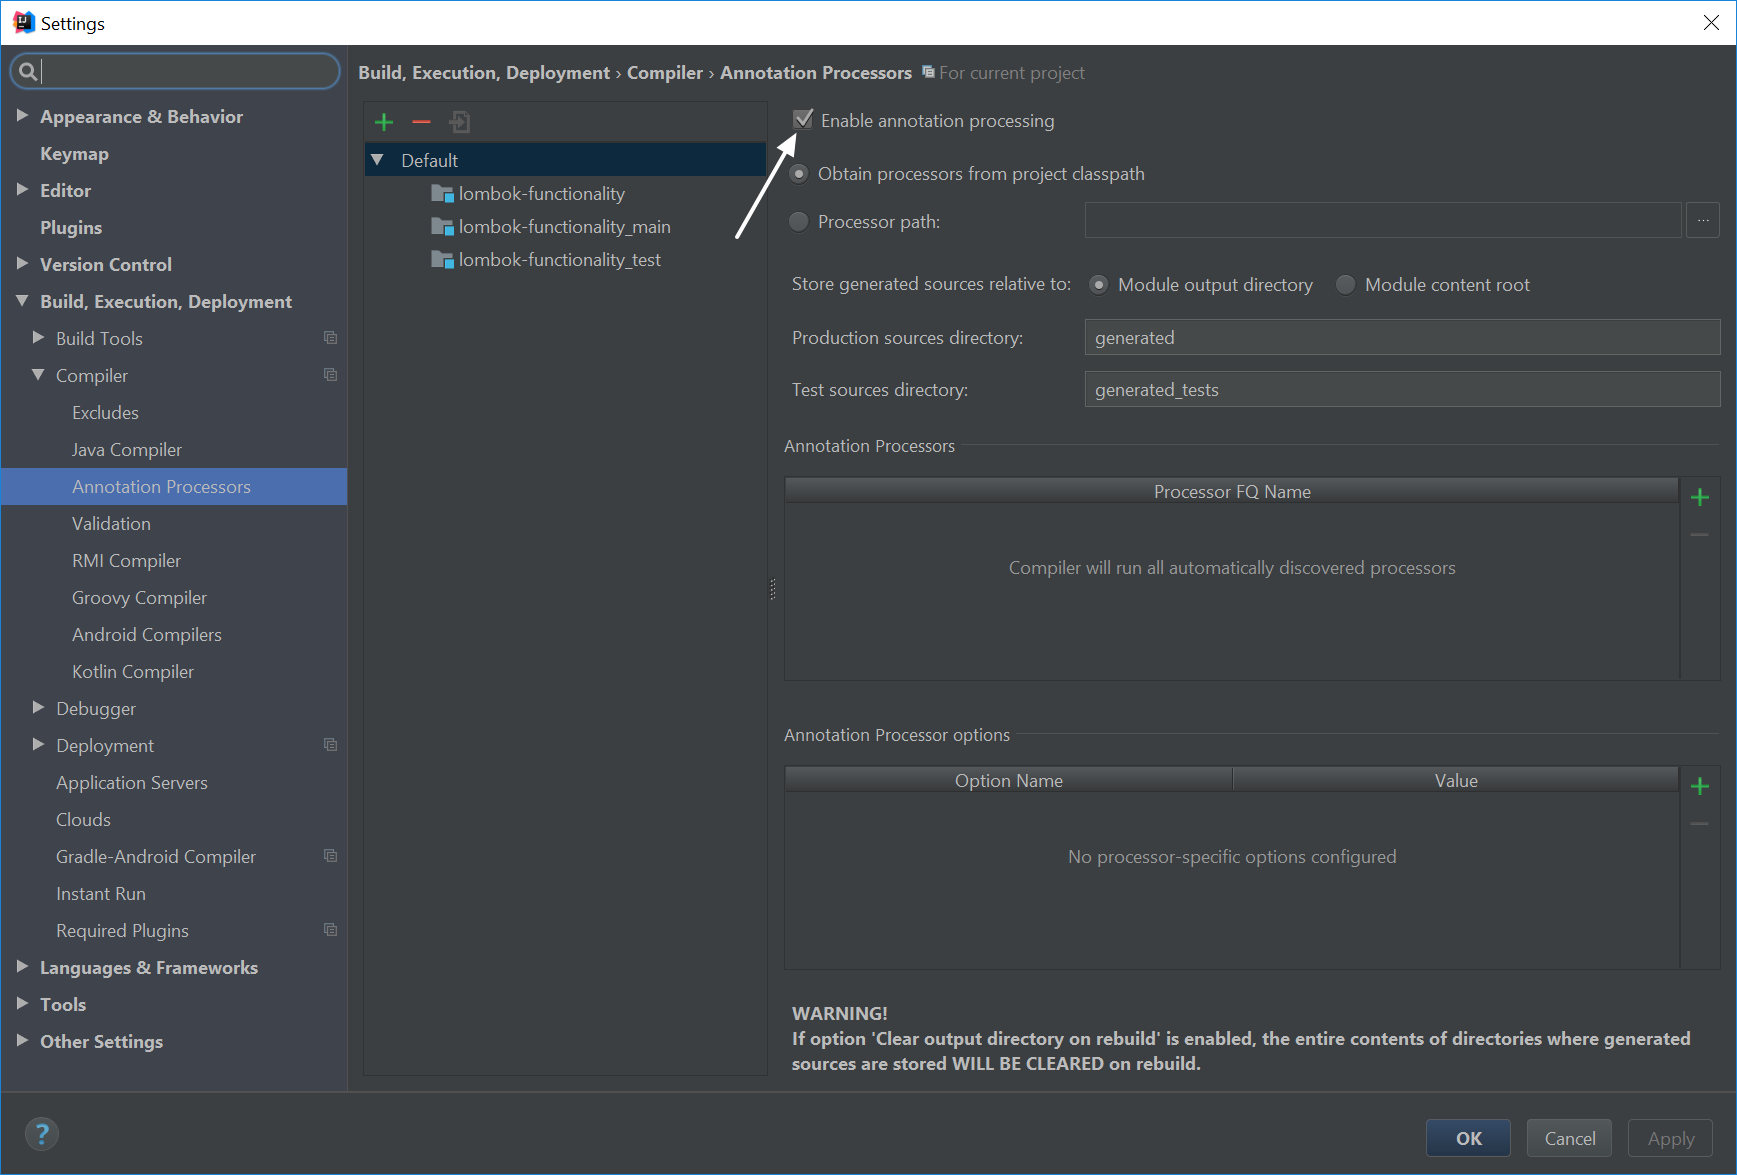 Settings
Build, Execution, Deployment › Compiler › Annotation Processors For current project
Appearance & Behavior
Keymap
Editor
Plugins
Version Control
Build, Execution, Deployment
Build Tools
Compiler
Excludes
Java Compiler
Annotation Processors
Validation
RMI Compiler
Groovy Compiler
Android Compilers
Kotlin Compiler
Debugger
Deployment
Application Servers
Clouds
Gradle-Android Compiler
Instant Run
Required Plugins
Languages & Frameworks
Tools
Other Settings
Default
lombok-functionality
lombok-functionality_main
lombok-functionality_test
Enable annotation processing
Obtain processors from project classpath
Processor path:
...
Store generated sources relative to: Module output directory Module content root
Production sources directory: generated
Test sources directory: generated_tests
Annotation Processors
Processor FQ Name
Compiler will run all automatically discovered processors
Annotation Processor options
Option Name Value
No processor-specific options configured
WARNING!
If option 'Clear output directory on rebuild' is enabled, the entire contents of directories where generated
sources are stored WILL BE CLEARED on rebuild.
? OK Cancel Apply